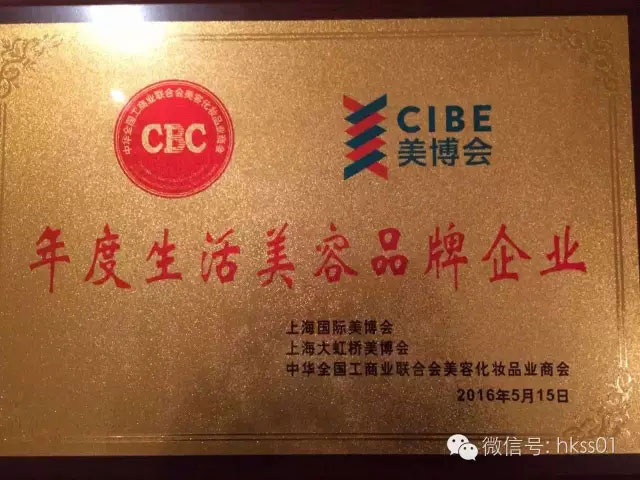 中华全国工商业联合会美容化妆品业商会
CBC
CIBE
美博会
年度生活美容品牌企业
上海国际美博会
上海大虹桥美博会
中华全国工商业联合会美容化妆品业商会
2016年5月15日
微信号: hkss01